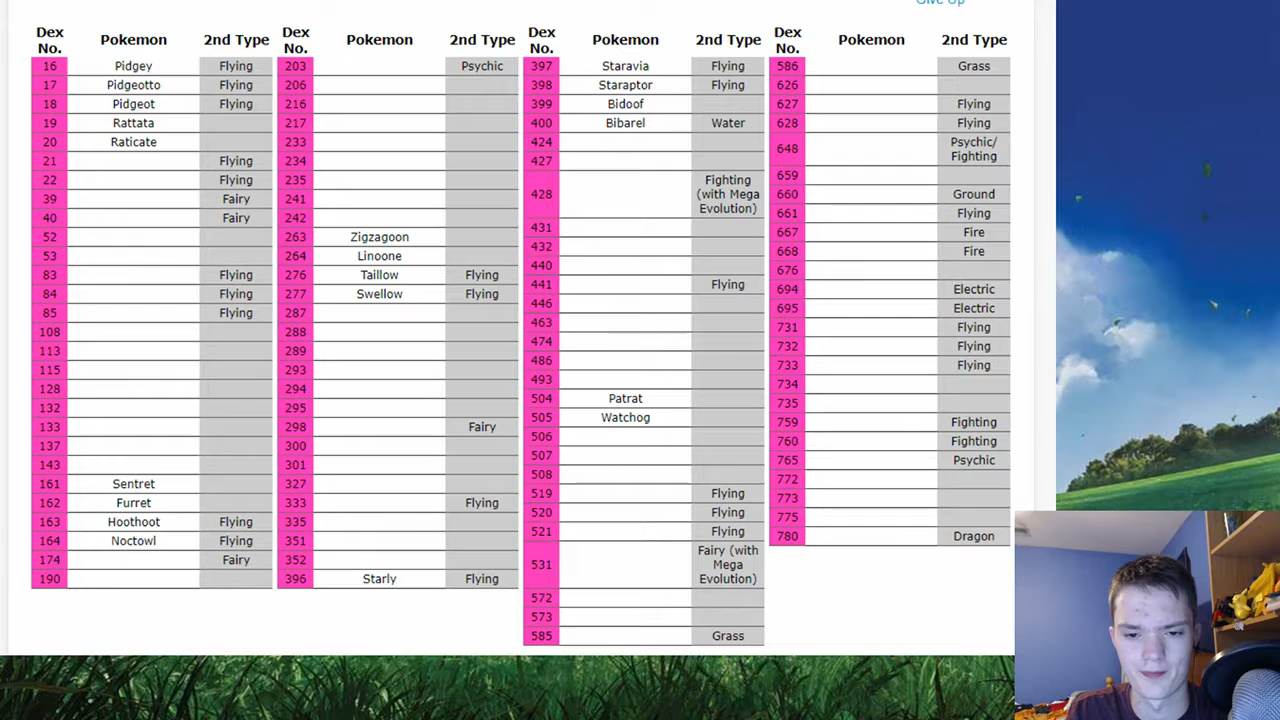 Give Up
Dex No. Pokemon 2nd Type Dex No. Pokemon 2nd Type Dex No. Pokemon 2nd Type Dex No. Pokemon 2nd Type
16 Pidgey Flying
17 Pidgeotto Flying
18 Pidgeot Flying
19 Rattata
20 Raticate
21 Flying
22 Flying
39 Fairy
40 Fairy
52
53
83 Flying
84 Flying
85 Flying
108
113
115
128
132
133
137
143
161 Sentret
162 Furret
163 Hoothoot Flying
164 Noctowl Flying
174 Fairy
190
203 Psychic
206
216
217
233
234
235
241
242
263 Zigzagoon
264 Linoone
276 Taillow Flying
277 Swellow Flying
287
288
289
293
294
295
298 Fairy
300
301
327
333 Flying
335
351
352
396 Starly Flying
397 Staravia Flying
398 Staraptor Flying
399 Bidoof
400 Bibarel Water
424
427
428 Fighting (with Mega Evolution)
431
432
440
441 Flying
446
463
474
486
493
504 Patrat
505 Watchog
506
507
508
519 Flying
520 Flying
521 Flying
531 Fairy (with Mega Evolution)
572
573
585 Grass
586 Grass
626
627 Flying
628 Flying
648 Psychic/ Fighting
659
660 Ground
661 Flying
667 Fire
668 Fire
676
694 Electric
695 Electric
731 Flying
732 Flying
733 Flying
734
735
759 Fighting
760 Fighting
765 Psychic
772
773
775
780 Dragon